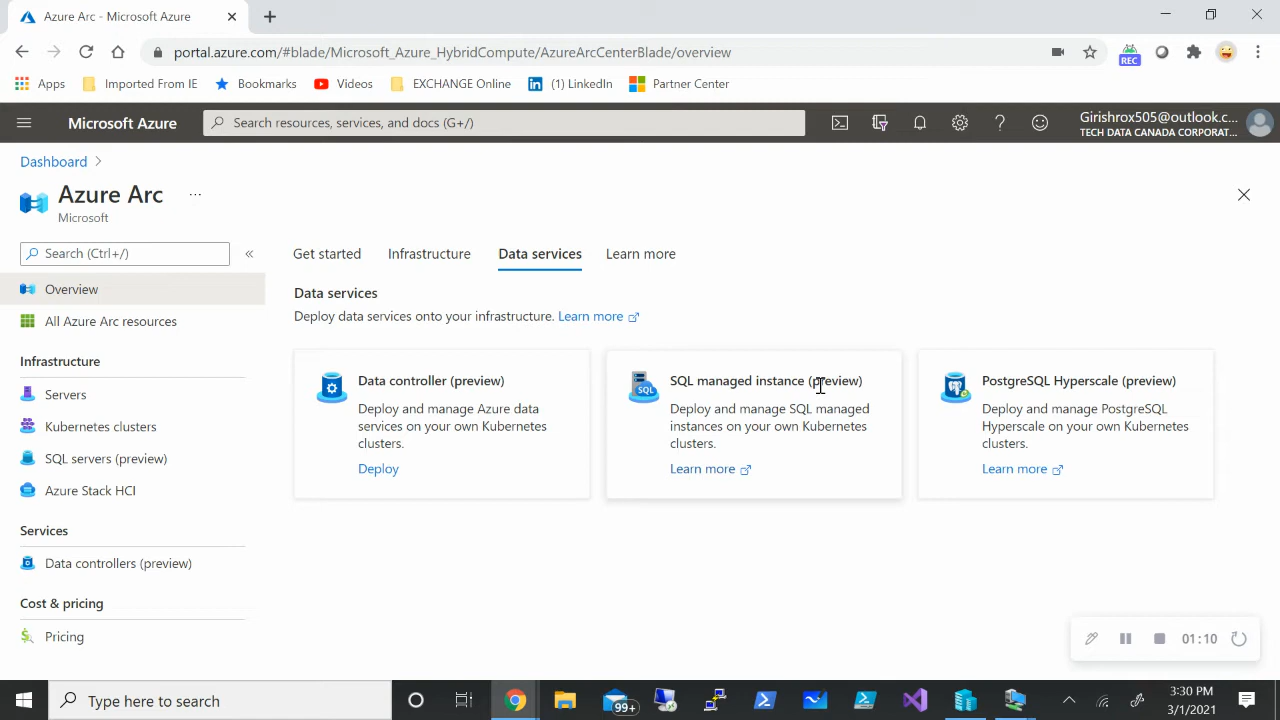 Azure Arc - Microsoft Azure
portal.azure.com/#blade/Microsoft_Azure_HybridCompute/AzureArcCenterBlade/overview
REC
Apps Imported From IE Bookmarks Videos EXCHANGE Online (1) LinkedIn Partner Center
Microsoft Azure
Search resources, services, and docs (G+/)
Girishrox505@outlook.c...
TECH DATA CANADA CORPORAT...
Dashboard
Azure Arc ...
Microsoft
Search (Ctrl+/)
Overview
All Azure Arc resources
Infrastructure
Servers
Kubernetes clusters
SQL servers (preview)
Azure Stack HCI
Services
Data controllers (preview)
Cost & pricing
Pricing
Get started Infrastructure Data services Learn more
Data services
Deploy data services onto your infrastructure. Learn more
Data controller (preview)
Deploy and manage Azure data
services on your own Kubernetes
clusters.
Deploy
SQL
SQL managed instance (preview)
Deploy and manage SQL managed
instances on your own Kubernetes
clusters.
Learn more
PostgreSQL Hyperscale (preview)
Deploy and manage PostgreSQL
Hyperscale on your own Kubernetes
clusters.
Learn more
01:10
Type here to search
99+
3:30 PM
3/1/2021